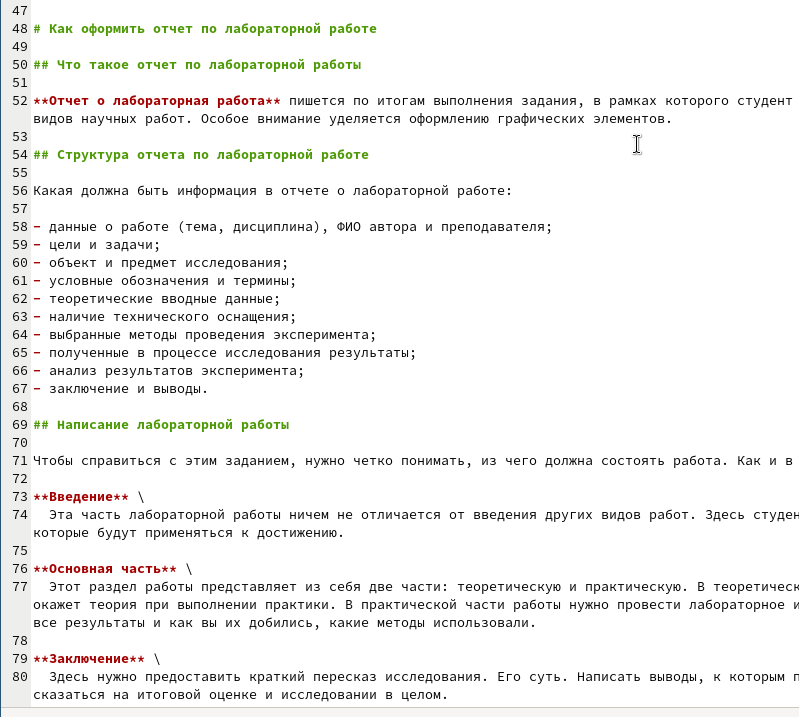 47
48 # Как оформить отчет по лабораторной работе
49
50 ## Что такое отчет по лабораторной работы
51
52 **Отчет о лабораторная работа** пишется по итогам выполнения задания, в рамках которого студент
видов научных работ. Особое внимание уделяется оформлению графических элементов.
53
54 ## Структура отчета по лабораторной работе
55
56 Какая должна быть информация в отчете о лабораторной работе:
57
58 - данные о работе (тема, дисциплина), ФИО автора и преподавателя;
59 - цели и задачи;
60 - объект и предмет исследования;
61 - условные обозначения и термины;
62 - теоретические вводные данные;
63 - наличие технического оснащения;
64 - выбранные методы проведения эксперимента;
65 - полученные в процессе исследования результаты;
66 - анализ результатов эксперимента;
67 - заключение и выводы.
68
69 ## Написание лабораторной работы
70
71 Чтобы справиться с этим заданием, нужно четко понимать, из чего должна состоять работа. Как и в
72
73 **Введение** \
74 Эта часть лабораторной работы ничем не отличается от введения других видов работ. Здесь студен
которые будут применяться к достижению.
75
76 **Основная часть** \
77 Этот раздел работы представляет из себя две части: теоретическую и практическую. В теоретическ
окажет теория при выполнении практики. В практической части работы нужно провести лабораторное и
все результаты и как вы их добились, какие методы использовали.
78
79 **Заключение** \
80 Здесь нужно предоставить краткий пересказ исследования. Его суть. Написать выводы, к которым п
сказаться на итоговой оценке и исследовании в целом.